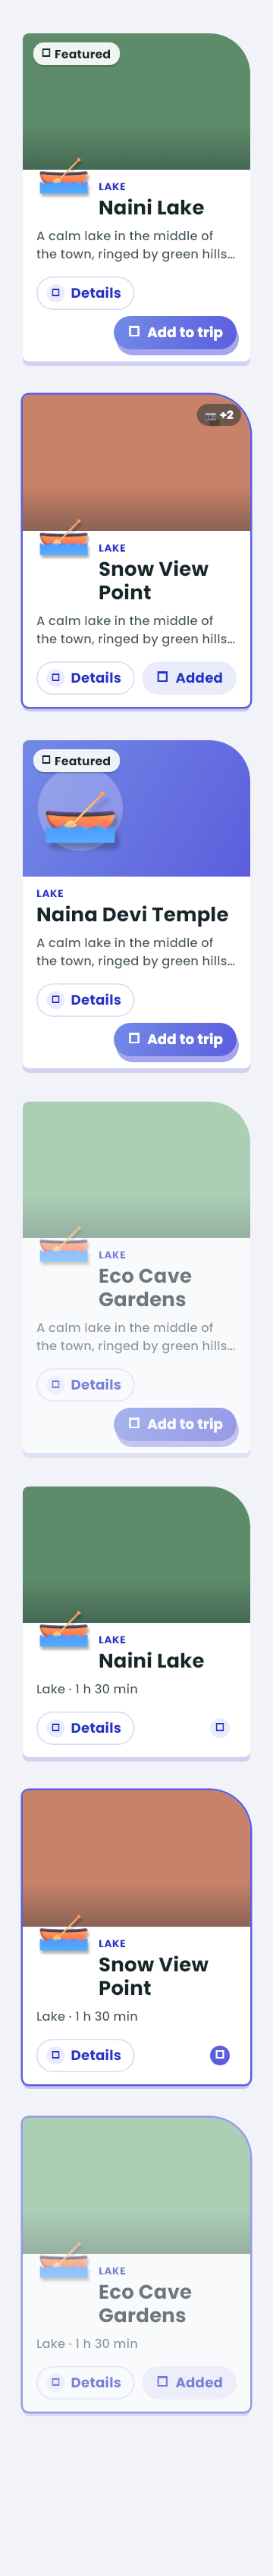 Featured
LAKE
Naini Lake
A calm lake in the middle of
the town, ringed by green hills...
Details
Add to trip
+2
LAKE
Snow View
Point
A calm lake in the middle of
the town, ringed by green hills...
Details
Added
Featured
LAKE
Naina Devi Temple
A calm lake in the middle of
the town, ringed by green hills...
Details
Add to trip
LAKE
Eco Cave
Gardens
A calm lake in the middle of
the town, ringed by green hills...
Details
Add to trip
LAKE
Naini Lake
Lake · 1 h 30 min
Details
LAKE
Snow View
Point
Lake · 1 h 30 min
Details
LAKE
Eco Cave
Gardens
Lake · 1 h 30 min
Details
Added